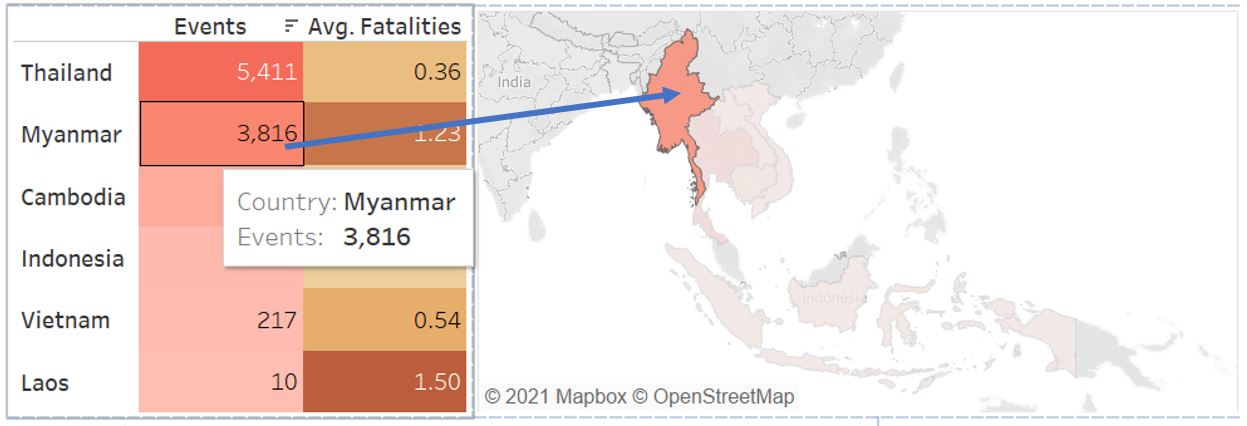 Events Avg. Fatalities
Thailand 5,411 0.36
Myanmar 3,816 1.23
Cambodia
Country: Myanmar
Events: 3,816
Indonesia
Vietnam 217 0.54
Laos 10 1.50
India
Indonesia
© 2021 Mapbox © OpenStreetMap